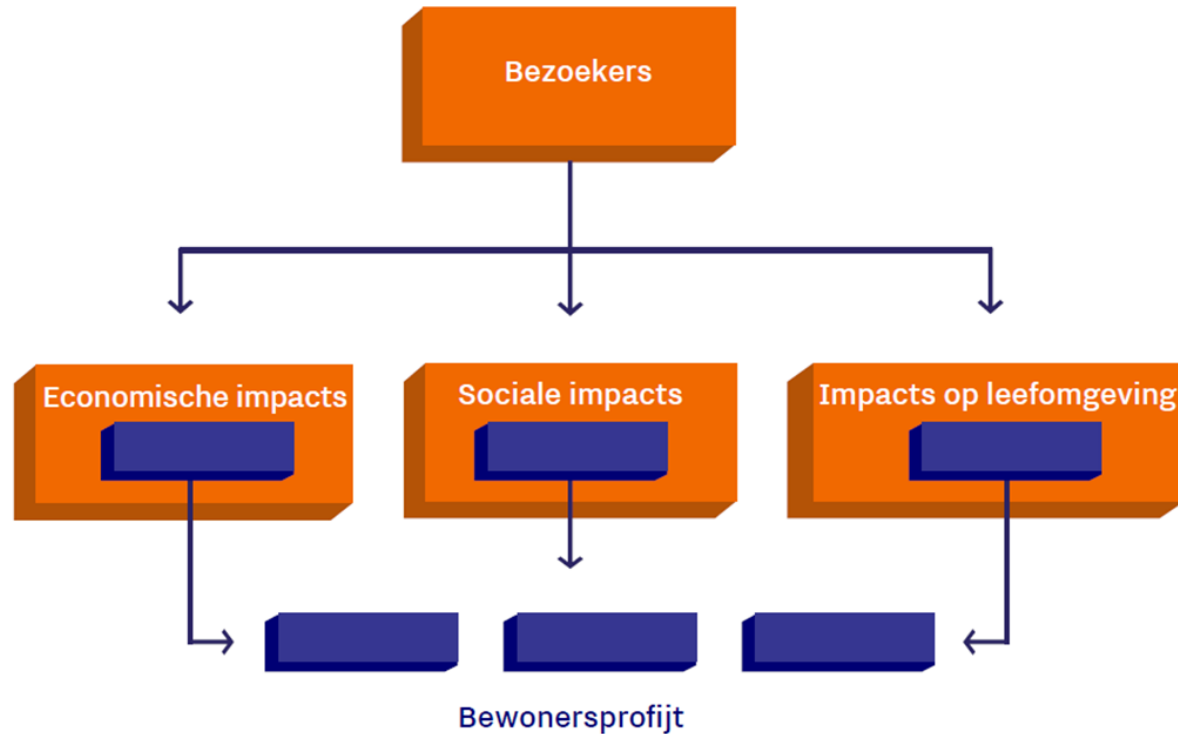 Bezoekers
Economische impacts
Sociale impacts
Impacts op leefomgeving
Bewonersprofijt